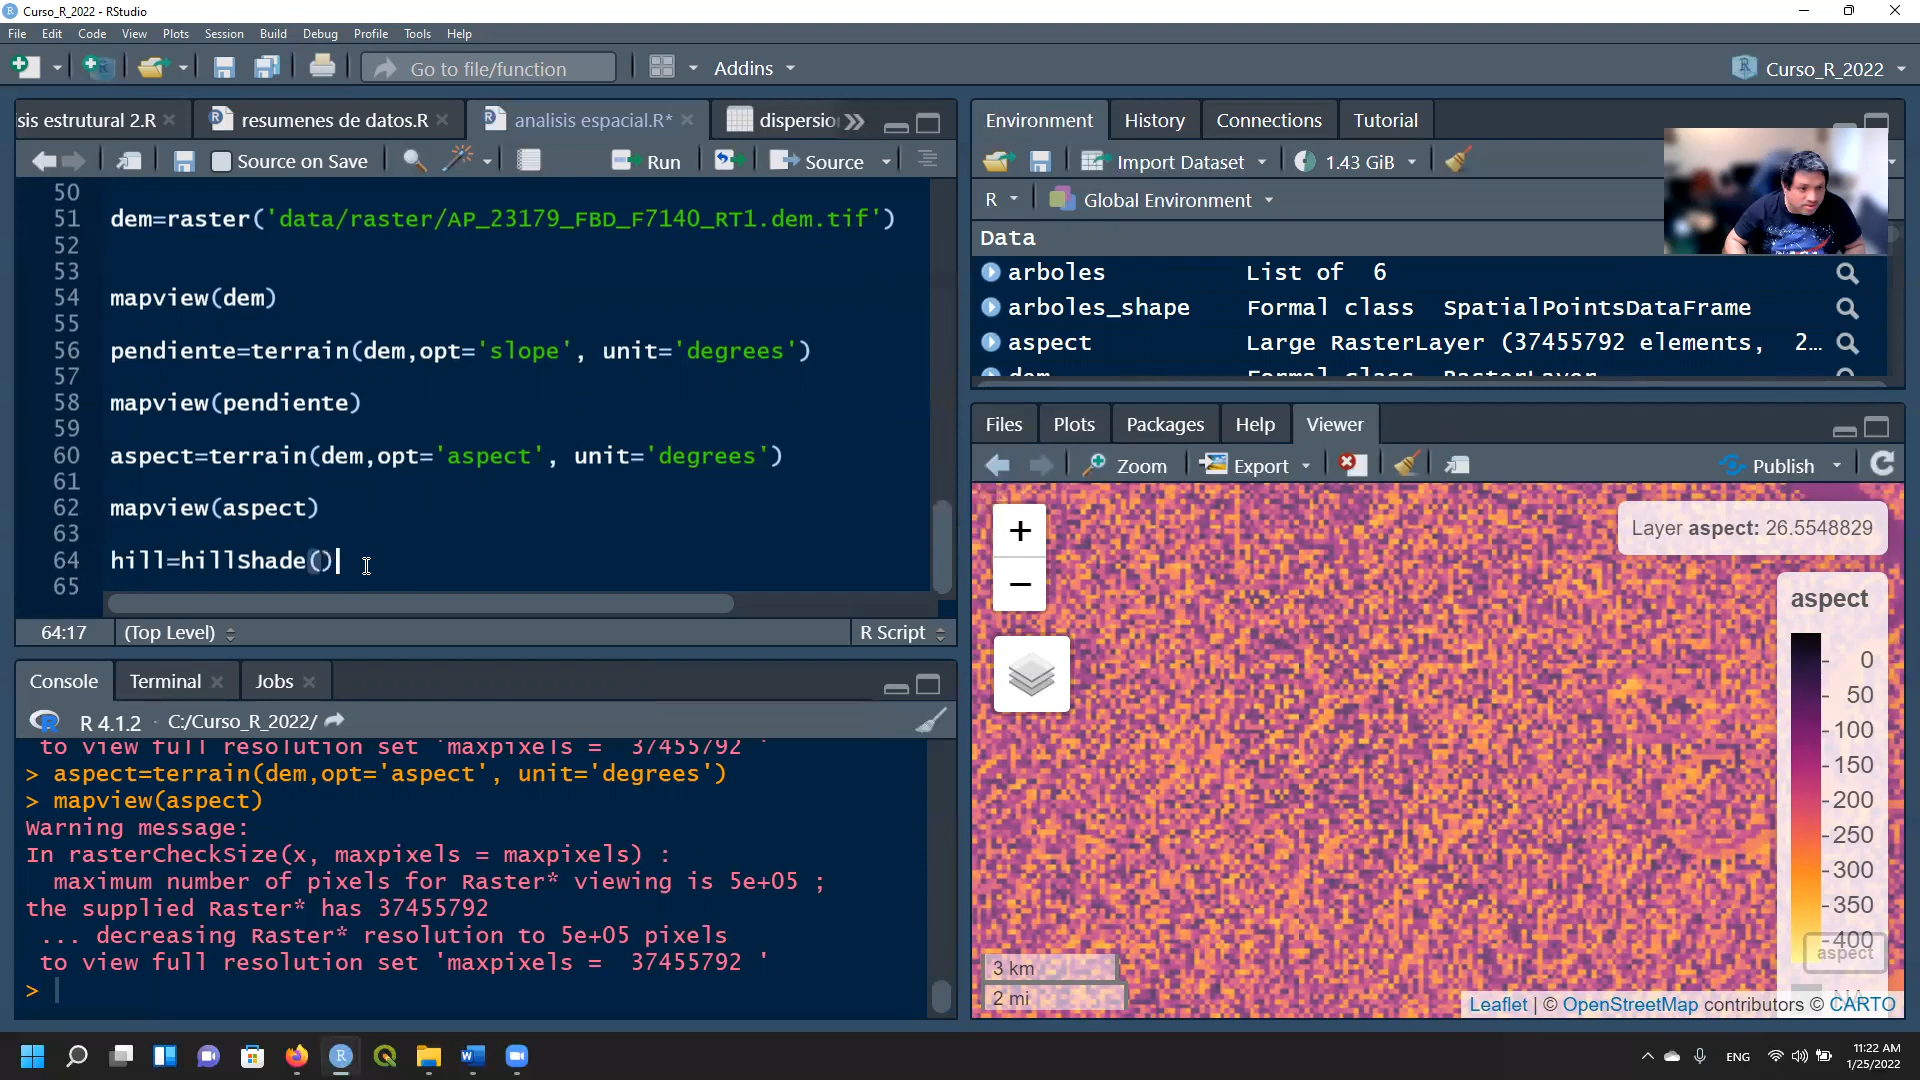 Curso_R_2022 - RStudio
File Edit Code View Plots Session Build Debug Profile Tools Help
Go to file/function
Addins
Curso_R_2022
sis estrutural 2.R
resumenes de datos.R
analisis espacial.R*
dispersio
Source on Save
Run
Source
50
51 dem=raster('data/raster/AP_23179_FBD_F7140_RT1.dem.tif')
52
53
54 mapview(dem)
55
56 pendiente=terrain(dem,opt='slope', unit='degrees')
57
58 mapview(pendiente)
59
60 aspect=terrain(dem,opt='aspect', unit='degrees')
61
62 mapview(aspect)
63
64 hill=hillShade()
65
64:17 (Top Level) R Script
Console Terminal Jobs
R 4.1.2 · C:/Curso_R_2022/
to view full resolution set 'maxpixels = 37455792 '
> aspect=terrain(dem,opt='aspect', unit='degrees')
> mapview(aspect)
Warning message:
In rasterCheckSize(x, maxpixels = maxpixels) :
maximum number of pixels for Raster* viewing is 5e+05 ;
the supplied Raster* has 37455792
... decreasing Raster* resolution to 5e+05 pixels
to view full resolution set 'maxpixels = 37455792 '
>
Environment History Connections Tutorial
Import Dataset 1.43 GiB
R Global Environment
Data
arboles List of 6
arboles_shape Formal class SpatialPointsDataFrame
aspect Large RasterLayer (37455792 elements, 2...
dem Formal class RasterLayer
Files Plots Packages Help Viewer
Zoom Export Publish
+
−
Layer aspect: 26.5548829
aspect
0
50
100
150
200
250
300
350
400
aspect
3 km
2 mi
Leaflet | © OpenStreetMap contributors © CARTO
ENG
11:22 AM
1/25/2022